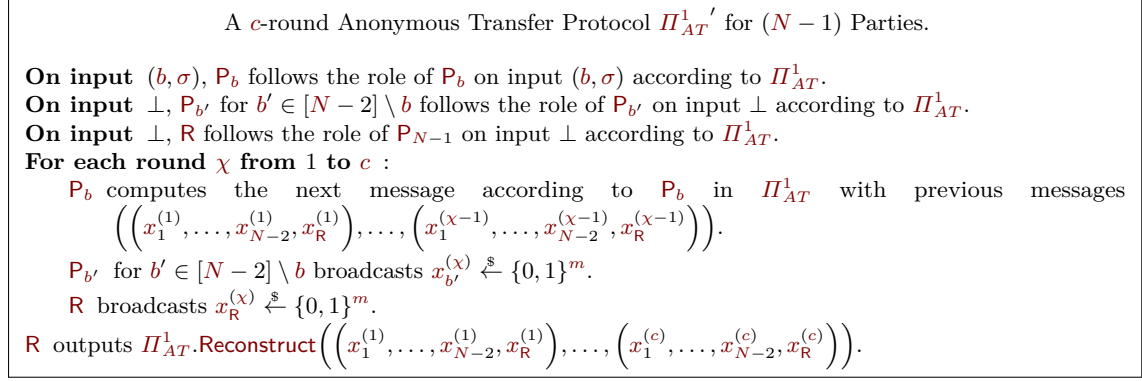 A c-round Anonymous Transfer Protocol Π¹_AT′ for (N − 1) Parties.
On input (b, σ), P_b follows the role of P_b on input (b, σ) according to Π¹_AT.
On input ⊥, P_b′ for b′ ∈ [N − 2] \ b follows the role of P_b′ on input ⊥ according to Π¹_AT.
On input ⊥, R follows the role of P_{N−1} on input ⊥ according to Π¹_AT.
For each round χ from 1 to c :
P_b computes the next message according to P_b in Π¹_AT with previous messages
((x_1^{(1)}, . . . , x_{N−2}^{(1)}, x_R^{(1)}), . . . , (x_1^{(χ−1)}, . . . , x_{N−2}^{(χ−1)}, x_R^{(χ−1)})).
P_b′ for b′ ∈ [N − 2] \ b broadcasts x_{b′}^{(χ)} ←$ {0, 1}^m.
R broadcasts x_R^{(χ)} ←$ {0, 1}^m.
R outputs Π¹_AT.Reconstruct((x_1^{(1)}, . . . , x_{N−2}^{(1)}, x_R^{(1)}), . . . , (x_1^{(c)}, . . . , x_{N−2}^{(c)}, x_R^{(c)})).